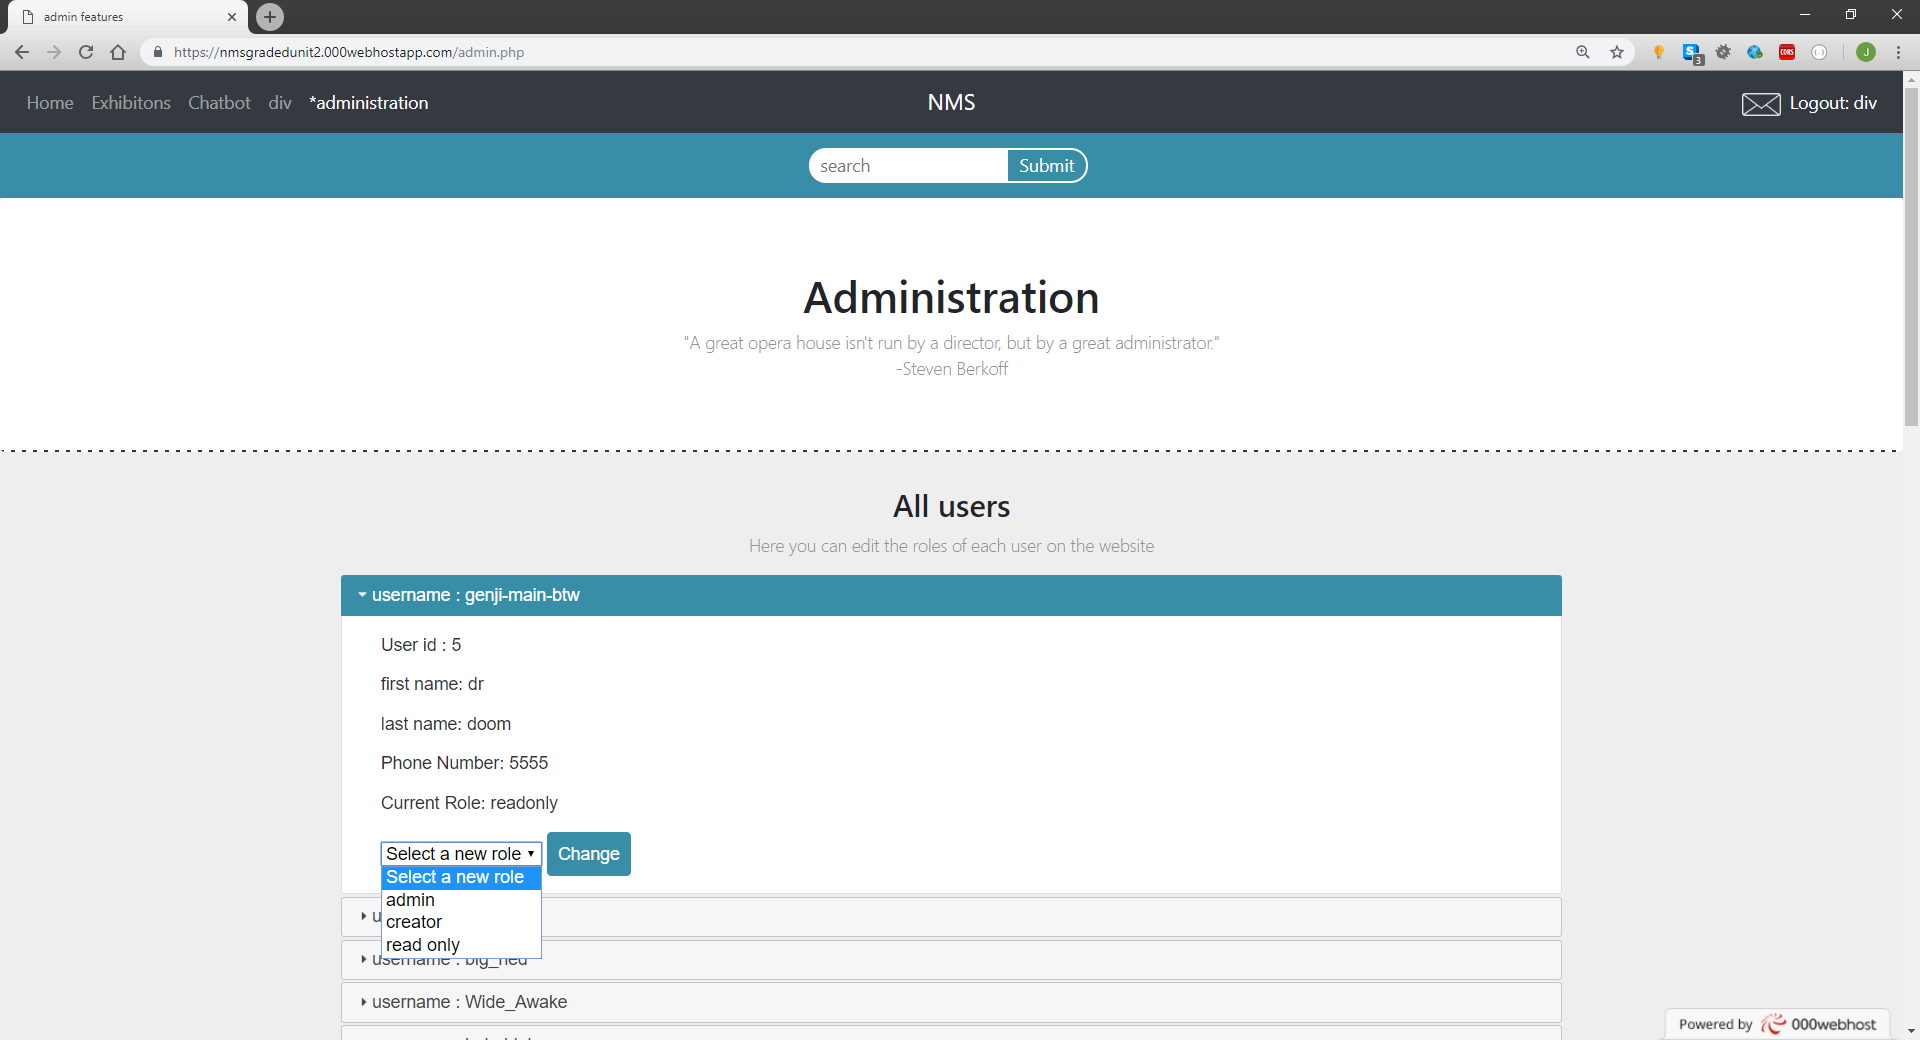 admin features
https://nmsgradedunit2.000webhostapp.com/admin.php
3
CORS
J
Home Exhibitons Chatbot div *administration
NMS
Logout: div
search Submit
Administration
"A great opera house isn't run by a director, but by a great administrator."
-Steven Berkoff
All users
Here you can edit the roles of each user on the website
username : genji-main-btw
User id : 5
first name: dr
last name: doom
Phone Number: 5555
Current Role: readonly
Select a new role Change
Select a new role
admin
creator
read only
username : big_ned
username : Wide_Awake
Powered by 000webhost